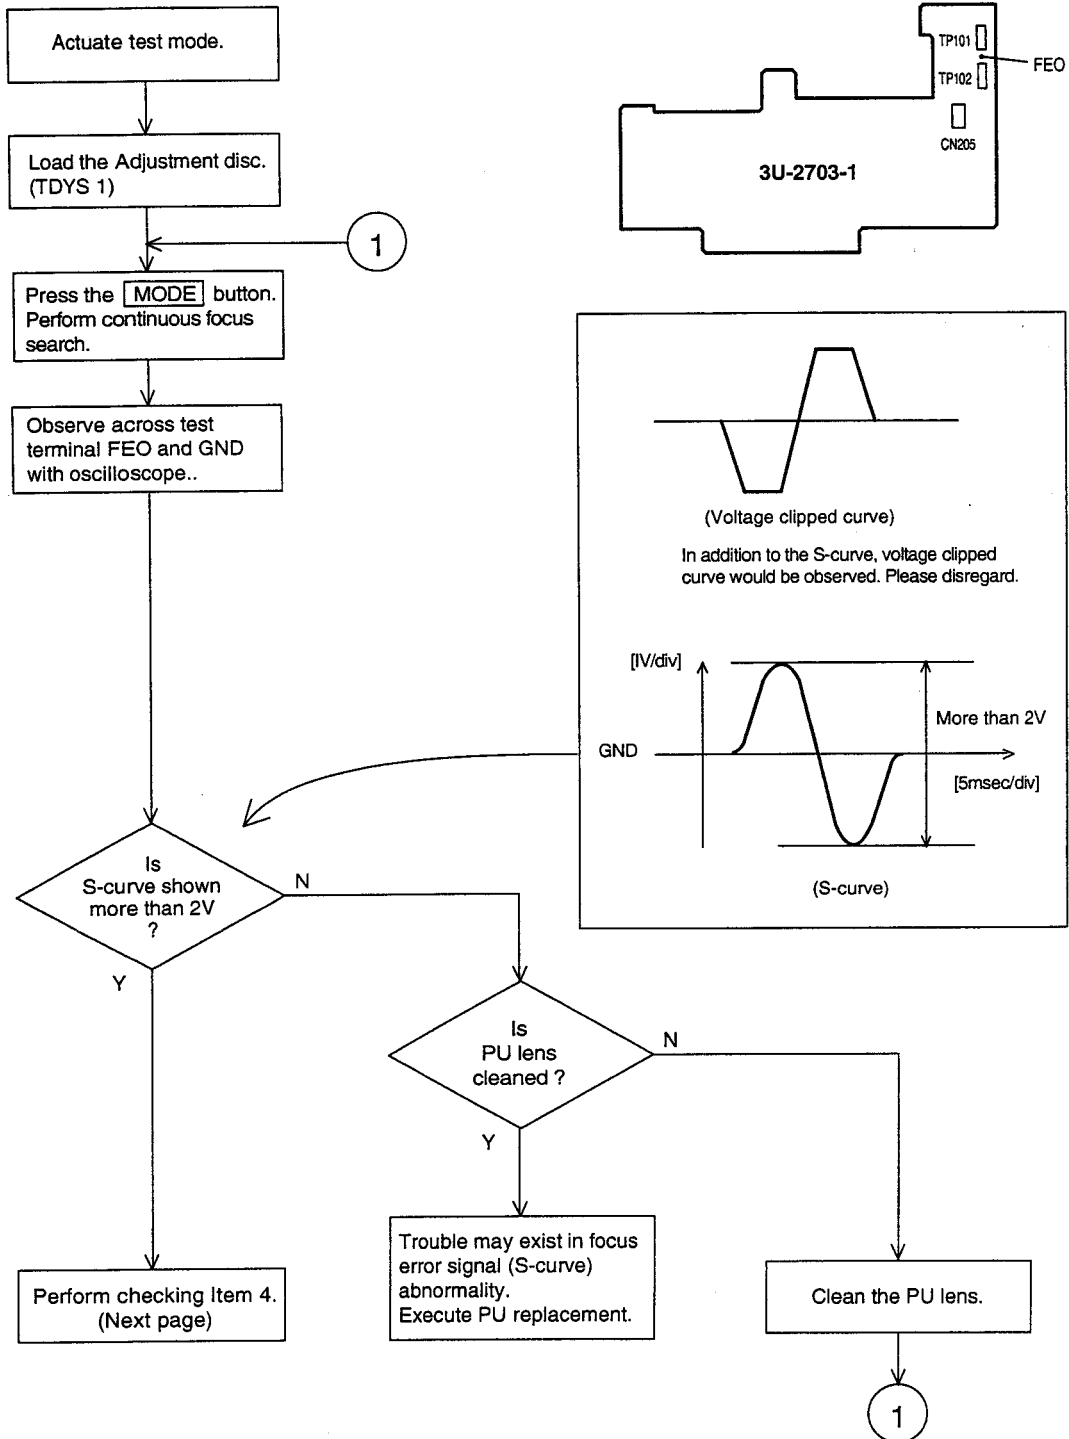 Actuate test mode.
Load the Adjustment disc.
(TDYS 1)
1
Press the MODE button.
Perform continuous focus
search.
Observe across test
terminal FEO and GND
with oscilloscope..
TP101
FEO
TP102
CN205
3U-2703-1
(Voltage clipped curve)
In addition to the S-curve, voltage clipped
curve would be observed. Please disregard.
[IV/div]
More than 2V
GND
[5msec/div]
(S-curve)
Is
S-curve shown
more than 2V
?
N
Y
Is
PU lens
cleaned ?
N
Y
Perform checking Item 4.
(Next page)
Trouble may exist in focus
error signal (S-curve)
abnormality.
Execute PU replacement.
Clean the PU lens.
1